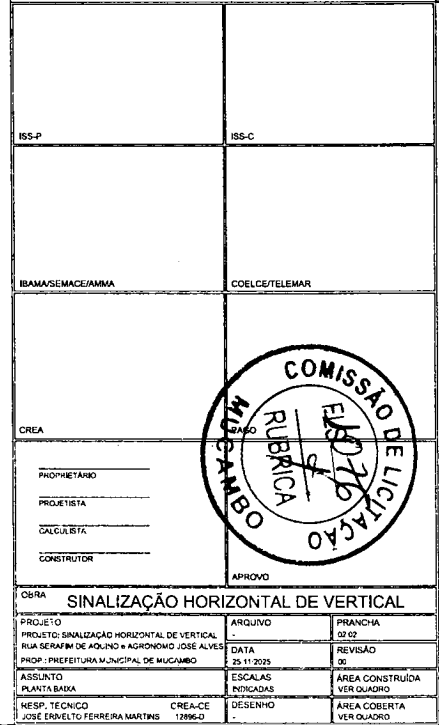 ISS-P
ISS-C
IBAMA/SEMACE/AMMA
COELCE/TELEMAR
CREA
PAGO
COMISSÃO DE LICITAÇÃO
MUCAMBO
RUBRICA
PROPRIETÁRIO
PROJETISTA
CALCULISTA
CONSTRUTOR
APROVO
OBRA
SINALIZAÇÃO HORIZONTAL DE VERTICAL
PROJETO
PROJETO: SINALIZAÇÃO HORIZONTAL DE VERTICAL
RUA SERAFIM DE AQUINO e AGRONOMO JOSÉ ALVES
PROP.: PREFEITURA MUNICIPAL DE MUCAMBO
ARQUIVO
-
PRANCHA
02:02
DATA
25.11.2025
REVISÃO
00
ASSUNTO
PLANTA BAIXA
ESCALAS
INDICADAS
ÁREA CONSTRUÍDA
VER QUADRO
RESP. TÉCNICO CREA-CE
JOSÉ ERIVELTO FERREIRA MARTINS 12896-D
DESENHO
-
ÁREA COBERTA
VER QUADRO